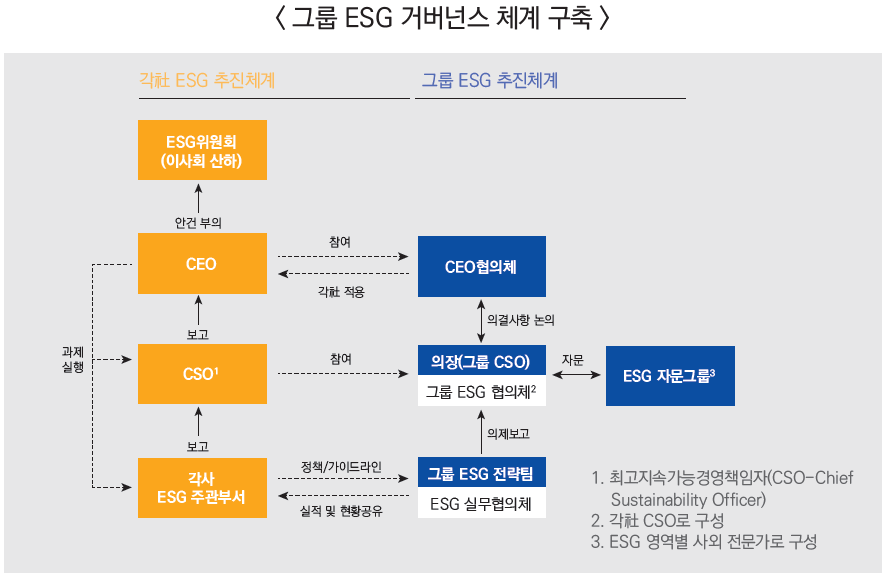 〈 그룹 ESG 거버넌스 체계 구축 〉
각社 ESG 추진체계
그룹 ESG 추진체계
ESG위원회
(이사회 산하)
안건 부의
CEO
참여
각社 적용
CEO협의체
보고
의결사항 논의
과제
실행
CSO¹
참여
의장(그룹 CSO)
그룹 ESG 협의체²
자문
ESG 자문그룹³
보고
의제보고
각사
ESG 주관부서
정책/가이드라인
실적 및 현황공유
그룹 ESG 전략팀
ESG 실무협의체
1. 최고지속가능경영책임자(CSO-Chief
Sustainability Officer)
2. 각社 CSO로 구성
3. ESG 영역별 사외 전문가로 구성